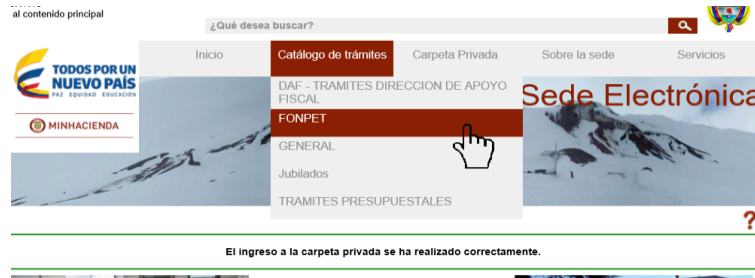 al contenido principal
¿Qué desea buscar?
Inicio
Catálogo de trámites
Carpeta Privada
Sobre la sede
Servicios
TODOS POR UN
NUEVO PAÍS
PAZ EQUIDAD EDUCACIÓN
MINHACIENDA
DAF - TRAMITES DIRECCION DE APOYO
FISCAL
FONPET
GENERAL
Jubilados
TRAMITES PRESUPUESTALES
Sede Electrónica
?
El ingreso a la carpeta privada se ha realizado correctamente.